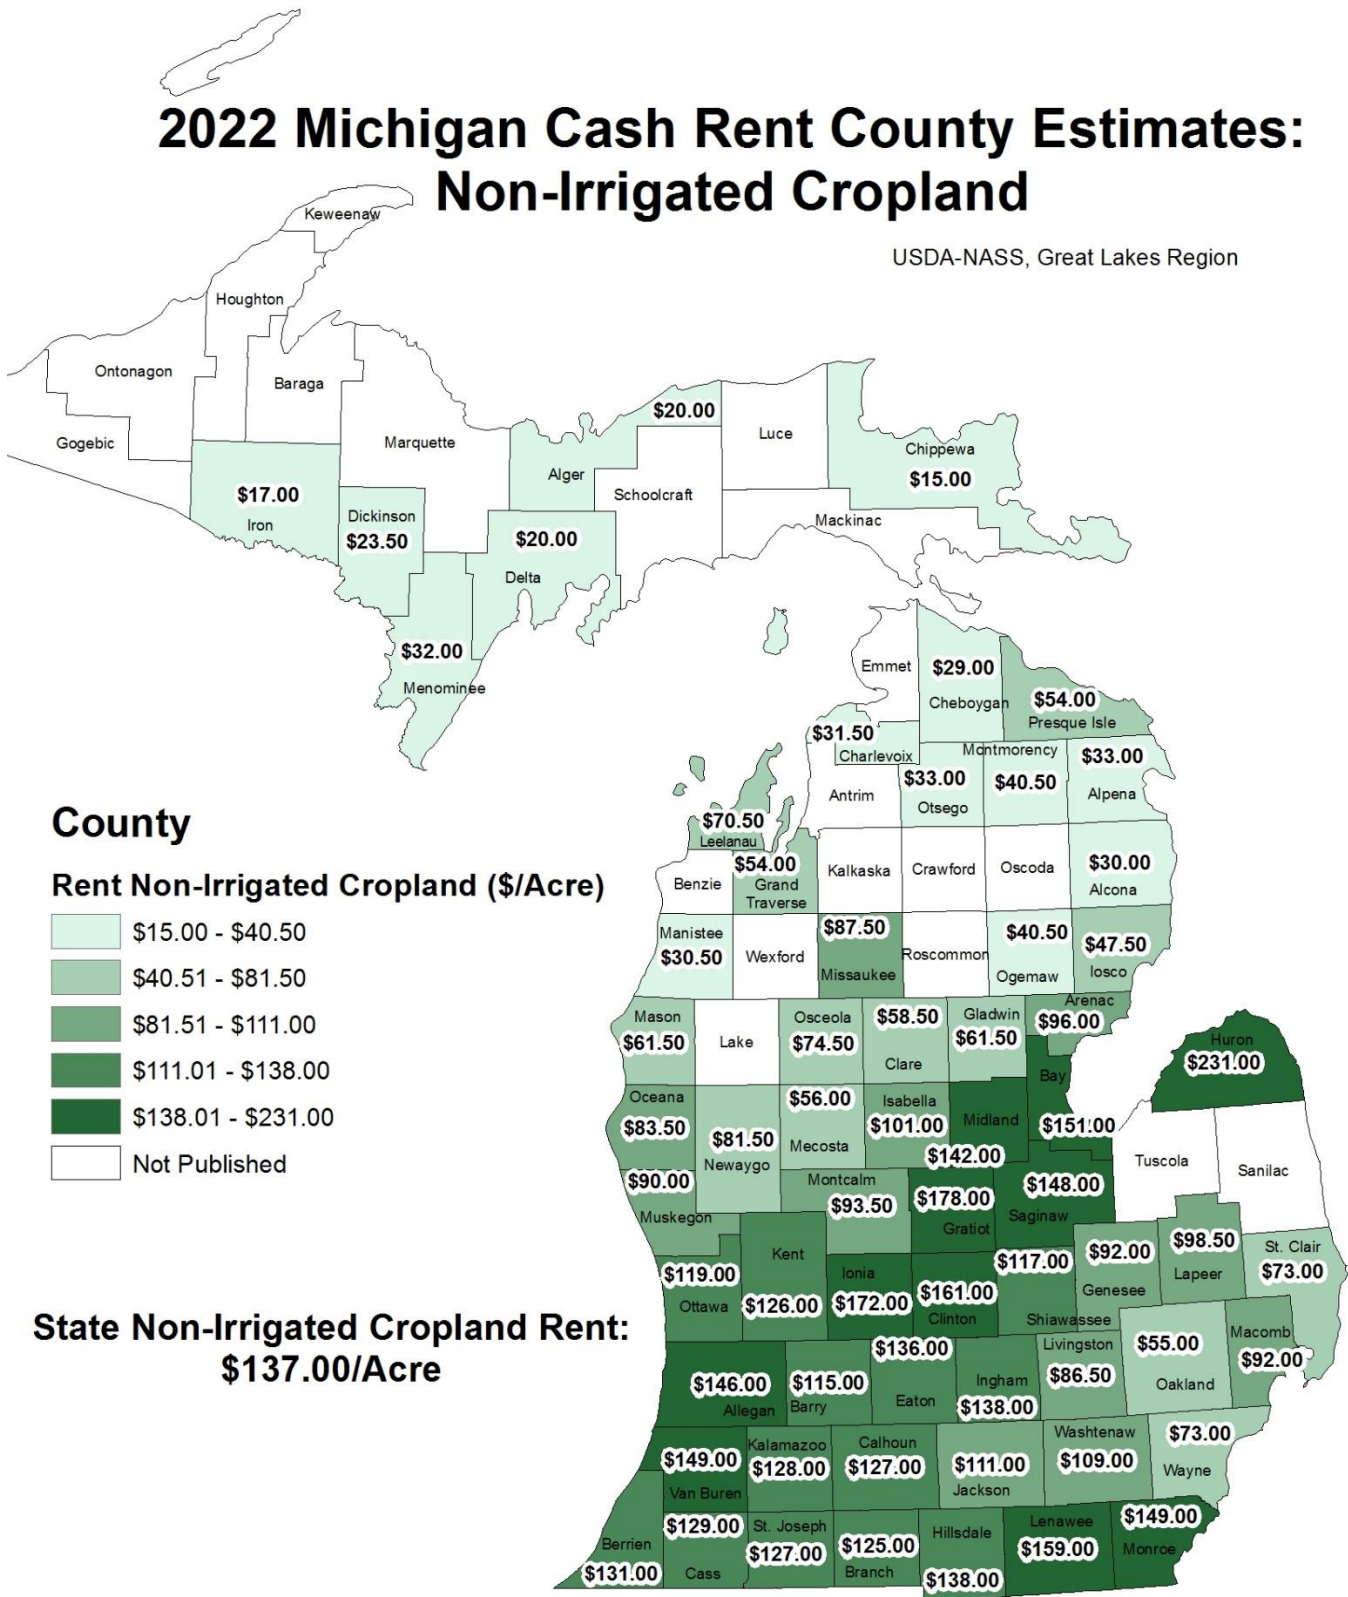 2022 Michigan Cash Rent County Estimates:
Non-Irrigated Cropland
USDA-NASS, Great Lakes Region
Keweenaw
Houghton
Ontonagon
Baraga
Gogebic
Marquette
$17.00
Iron
Dickinson
$23.50
$20.00
Alger
Luce
Chippewa
$15.00
Schoolcraft
Mackinac
$20.00
Delta
$32.00
Menominee
Emmet
$29.00
Cheboygan
$54.00
Presque Isle
$31.50
Charlevoix
Montmorency
$40.50
$33.00
Otsego
$33.00
Alpena
Antrim
$70.50
Leelanau
Benzie
$54.00
Grand
Traverse
Kalkaska
Crawford
Oscoda
$30.00
Alcona
Manistee
$30.50
Wexford
$87.50
Missaukee
Roscommon
$40.50
Ogemaw
$47.50
Iosco
County
Rent Non-Irrigated Cropland ($/Acre)
$15.00 - $40.50
$40.51 - $81.50
$81.51 - $111.00
$111.01 - $138.00
$138.01 - $231.00
Not Published
Mason
$61.50
Lake
Osceola
$74.50
$58.50
Clare
Gladwin
$61.50
Arenac
$96.00
Huron
$231.00
Bay
$151.00
Oceana
$83.50
$81.50
Newaygo
$56.00
Mecosta
Isabella
$101.00
Midland
$142.00
Tuscola
Sanilac
$90.00
Muskegon
Montcalm
$93.50
$178.00
Gratiot
$148.00
Saginaw
$119.00
Ottawa
Kent
$126.00
Ionia
$172.00
$161.00
Clinton
$117.00
Shiawassee
$92.00
Genesee
$98.50
Lapeer
St. Clair
$73.00
State Non-Irrigated Cropland Rent:
$137.00/Acre
$146.00
Allegan
$115.00
Barry
$136.00
Eaton
Ingham
$138.00
Livingston
$86.50
$55.00
Oakland
Macomb
$92.00
$149.00
Van Buren
Kalamazoo
$128.00
Calhoun
$127.00
$111.00
Jackson
Washtenaw
$109.00
$73.00
Wayne
Berrien
$131.00
$129.00
Cass
St. Joseph
$127.00
$125.00
Branch
Hillsdale
$138.00
Lenawee
$159.00
$149.00
Monroe